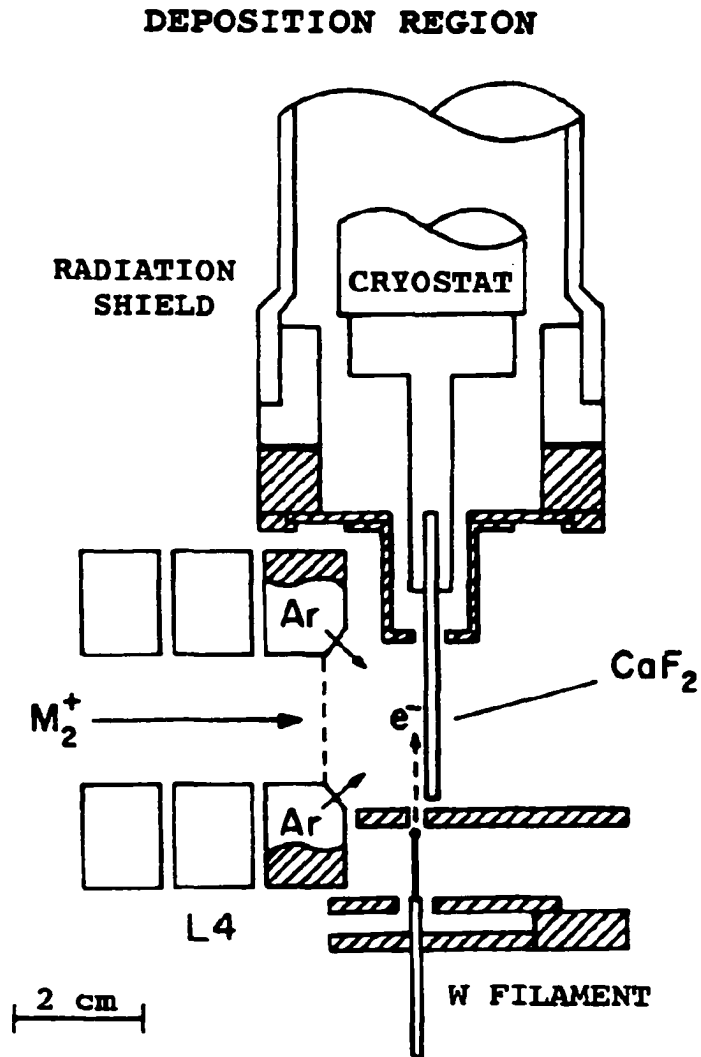 DEPOSITION REGION
RADIATION
SHIELD
CRYOSTAT
Ar
CaF₂
M₂⁺
e⁻
Ar
L4
2 cm
W FILAMENT